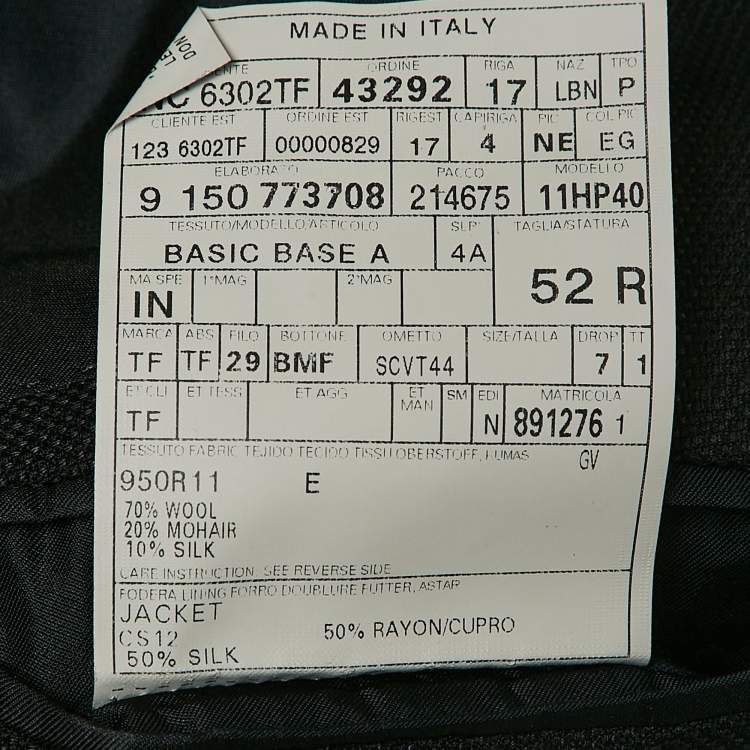 MADE IN ITALY
ORDINE RIGA NAZ TPO
6302TF 43292 17 LBN P
CLIENTE EST ORDINE EST RIGEST CAPIRIGA PIC COL PIC
123 6302TF 00000829 17 4 NE EG
ELABORATO PACCO MODELLO
9 150 773708 214675 11HP40
TESSUTO/MODELLO/ARTICOLO TAGLIA/STATURA
BASIC BASE A 4A
52 R
MA SPE 1°MAG 2°MAG
IN
MARCA ABS FILO BOTTONE OMETTO SIZE/TALLA DROP TT
TF TF 29 BMF SCVT44 7 1
ET CLI ET TESS ET AGG ET MAN SM EDI MATRICOLA
TF N 891276 1
TESSUTO FABRIC TEJIDO TECIDO TISSU OBERSTOFF, KUMAS GV
950R11 E
70% WOOL
20% MOHAIR
10% SILK
CARE INSTRUCTION: SEE REVERSE SIDE
FODERA LINING FORRO DOUBLURE FUTTER, ASTAR
JACKET
CS12 50% RAYON/CUPRO
50% SILK